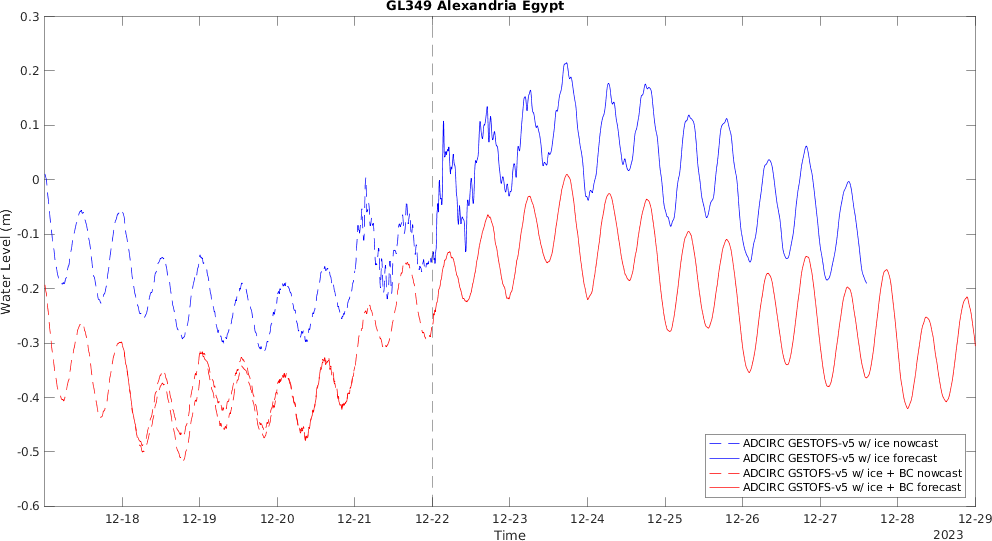 GL349 Alexandria Egypt
0.3
0.2
0.1
0
-0.1
-0.2
-0.3
-0.4
-0.5
-0.6
Water Level (m)
ADCIRC GESTOFS-v5 w/ ice nowcast
ADCIRC GESTOFS-v5 w/ ice forecast
ADCIRC GSTOFS-v5 w/ ice + BC nowcast
ADCIRC GSTOFS-v5 w/ ice + BC forecast
12-18 12-19 12-20 12-21 12-22 12-23 12-24 12-25 12-26 12-27 12-28 12-29
Time
2023